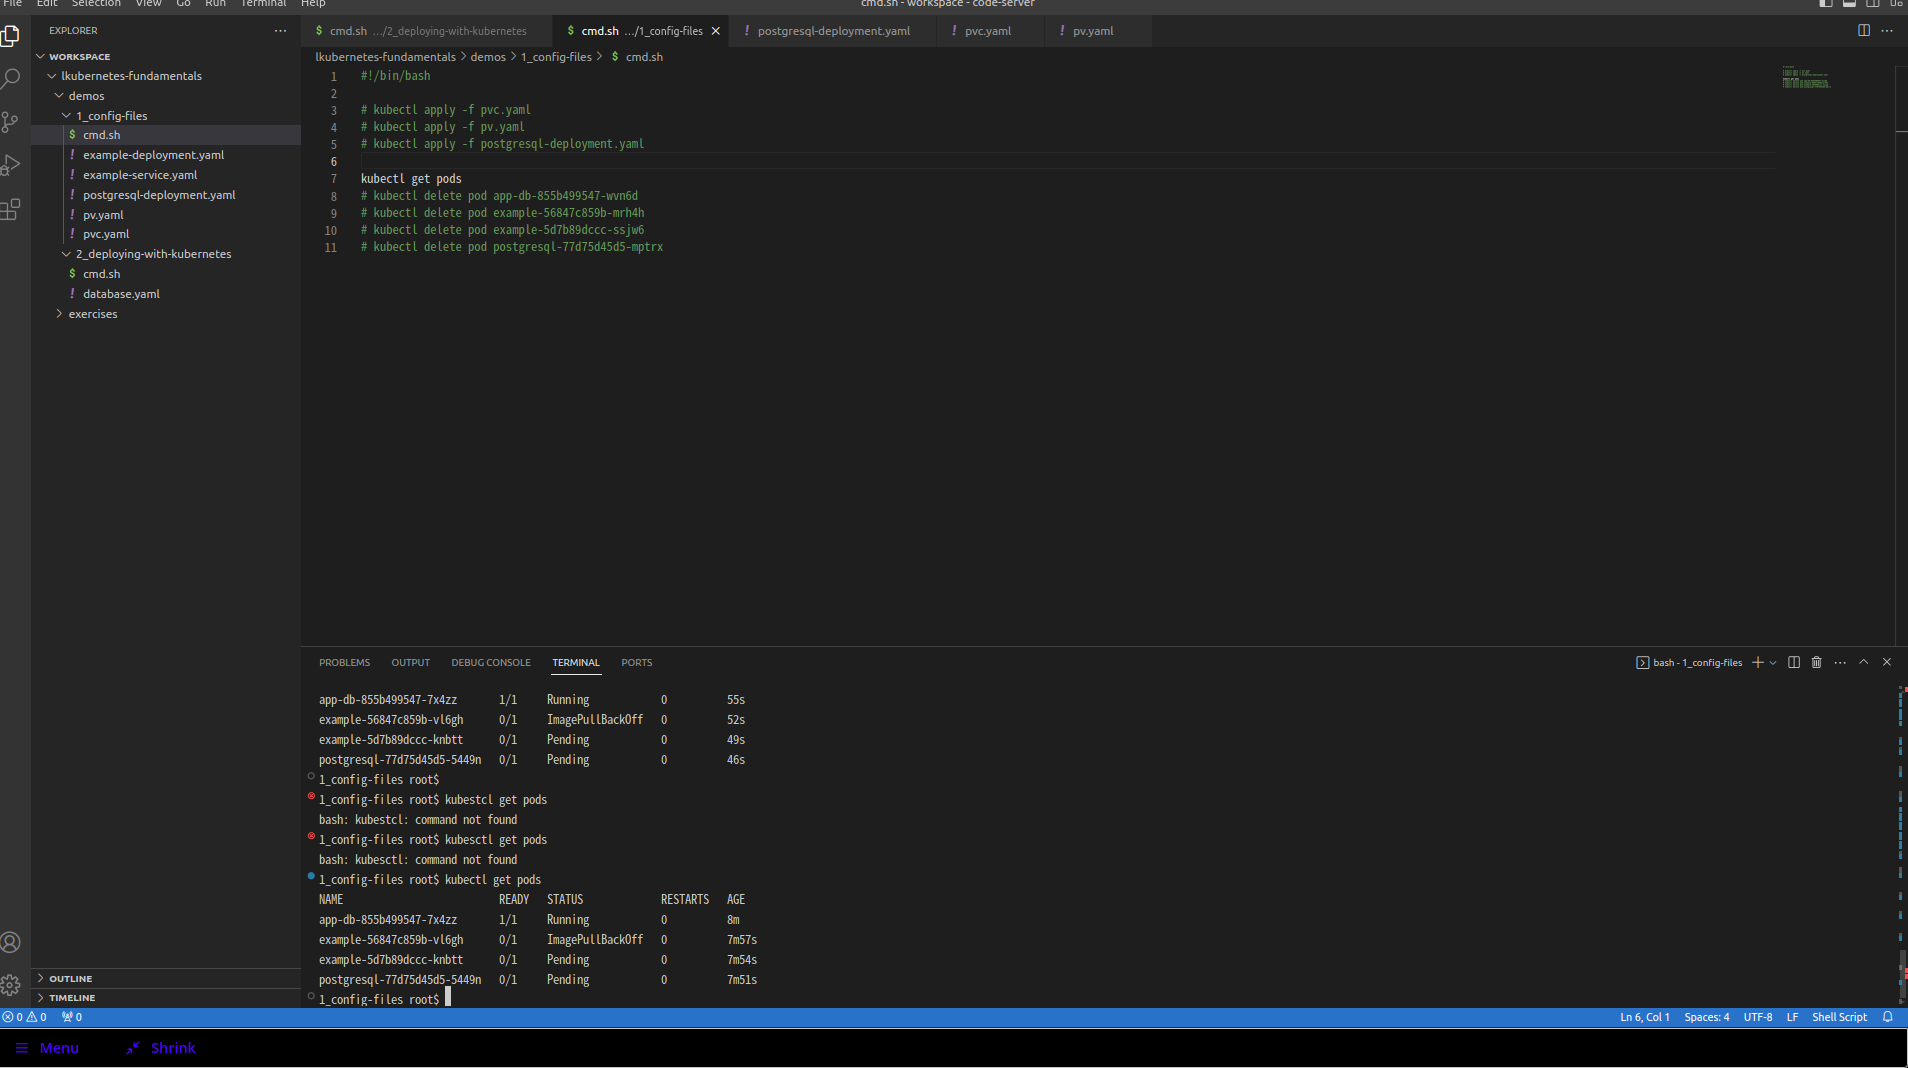 File Edit Selection View Go Run Terminal Help
cmd.sh - workspace - code-server
EXPLORER
WORKSPACE
lkubernetes-fundamentals
demos
1_config-files
$ cmd.sh
! example-deployment.yaml
! example-service.yaml
! postgresql-deployment.yaml
! pv.yaml
! pvc.yaml
2_deploying-with-kubernetes
$ cmd.sh
! database.yaml
exercises
OUTLINE
TIMELINE
$ cmd.sh .../2_deploying-with-kubernetes
$ cmd.sh .../1_config-files
! postgresql-deployment.yaml
! pvc.yaml
! pv.yaml
lkubernetes-fundamentals > demos > 1_config-files > $ cmd.sh
1 #!/bin/bash
2
3 # kubectl apply -f pvc.yaml
4 # kubectl apply -f pv.yaml
5 # kubectl apply -f postgresql-deployment.yaml
6
7 kubectl get pods
8 # kubectl delete pod app-db-855b499547-wvn6d
9 # kubectl delete pod example-56847c859b-mrh4h
10 # kubectl delete pod example-5d7b89dccc-ssjw6
11 # kubectl delete pod postgresql-77d75d45d5-mptrx
PROBLEMS OUTPUT DEBUG CONSOLE TERMINAL PORTS
bash - 1_config-files
app-db-855b499547-7x4zz 1/1 Running 0 55s
example-56847c859b-vl6gh 0/1 ImagePullBackOff 0 52s
example-5d7b89dccc-knbtt 0/1 Pending 0 49s
postgresql-77d75d45d5-5449n 0/1 Pending 0 46s
1_config-files root$
1_config-files root$ kubestcl get pods
bash: kubestcl: command not found
1_config-files root$ kubesctl get pods
bash: kubesctl: command not found
1_config-files root$ kubectl get pods
NAME READY STATUS RESTARTS AGE
app-db-855b499547-7x4zz 1/1 Running 0 8m
example-56847c859b-vl6gh 0/1 ImagePullBackOff 0 7m57s
example-5d7b89dccc-knbtt 0/1 Pending 0 7m54s
postgresql-77d75d45d5-5449n 0/1 Pending 0 7m51s
1_config-files root$
0 0 0
Ln 6, Col 1 Spaces: 4 UTF-8 LF Shell Script
Menu Shrink